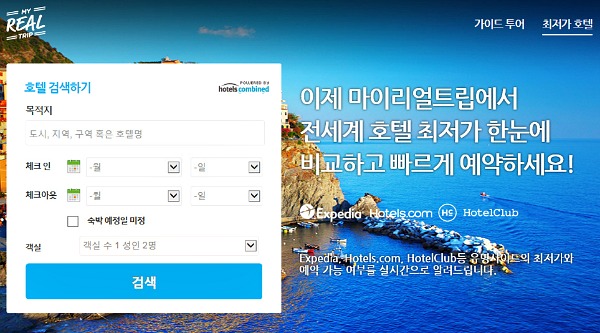 MY
REAL
TRIP
가이드 투어
최저가 호텔
호텔 검색하기
POWERED BY
hotelscombined
목적지
도시, 지역, 구역 혹은 호텔명
체크 인
-월
-일
체크아웃
-월
-일
숙박 예정일 미정
객실
객실 수 1 성인 2명
검색
이제 마이리얼트립에서
전세계 호텔 최저가 한눈에
비교하고 빠르게 예약하세요!
Expedia
Hotels.com
HC
HotelClub
Expedia, Hotels.com, HotelClub등 유명사이트의 최저가와
예약 가능 여부를 실시간으로 알려드립니다.